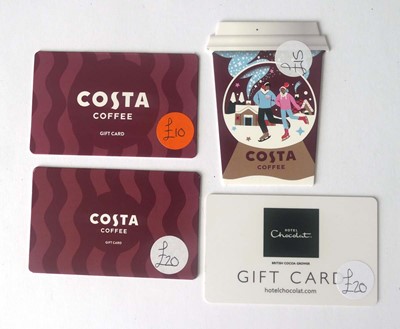 COSTA
COFFEE
GIFT CARD
£10
£15
COSTA
COFFEE
COSTA
COFFEE
GIFT CARD
£20
HOTEL
Chocolat.
BRITISH COCOA GROWER
GIFT CARD
hotelchocolat.com
£20